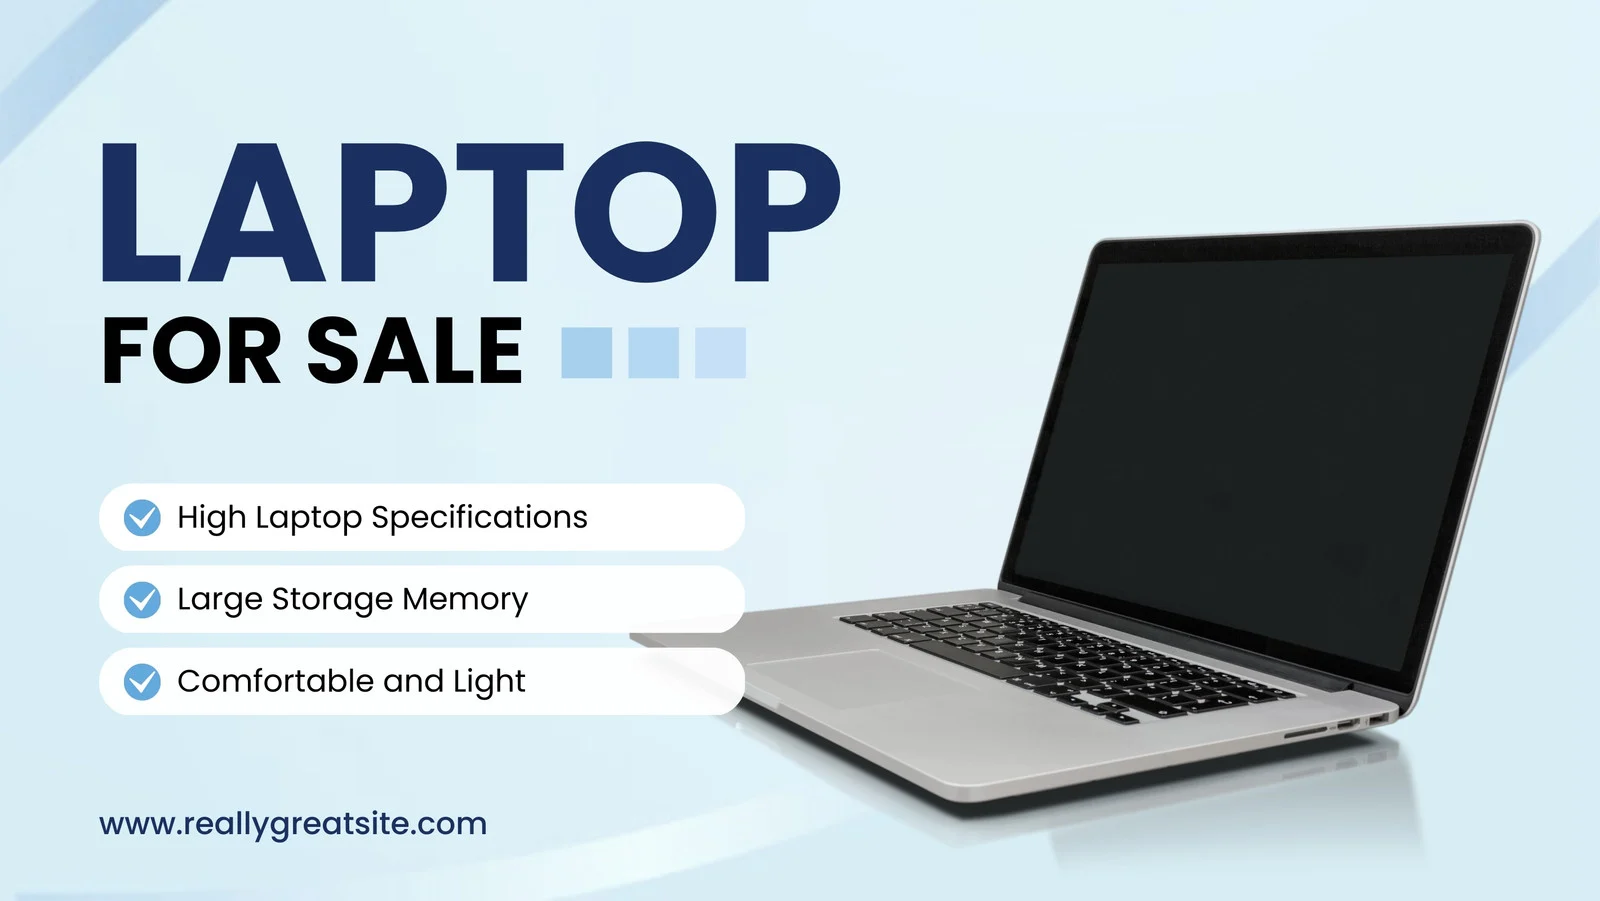 LAPTOP
FOR SALE
High Laptop Specifications
Large Storage Memory
Comfortable and Light
www.reallygreatsite.com